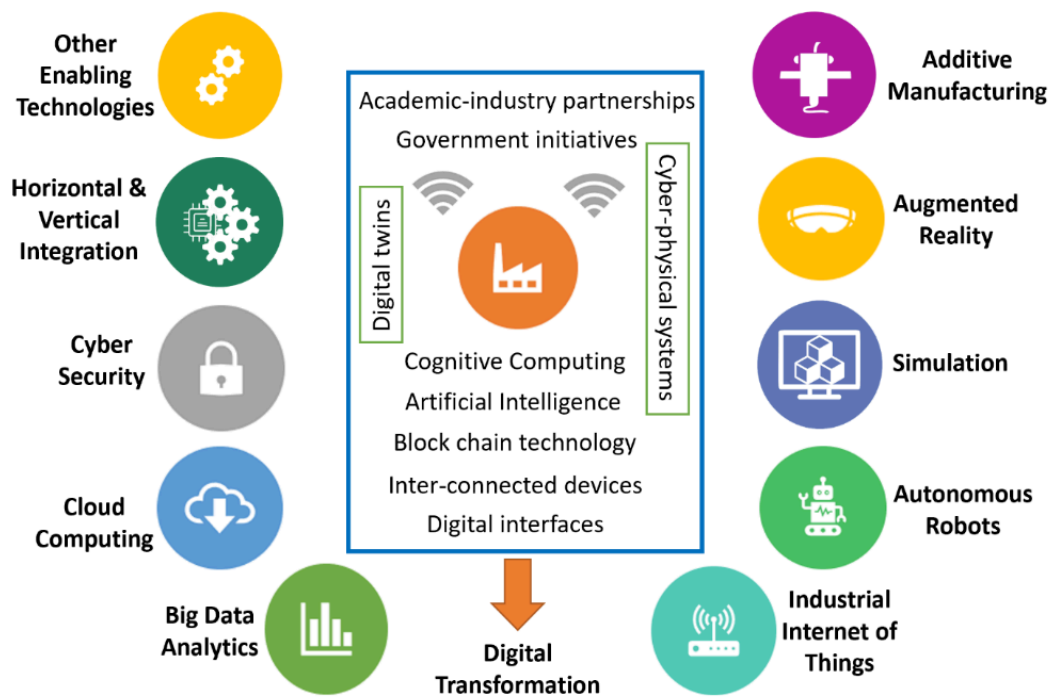 Other
Enabling
Technologies
Horizontal &
Vertical
Integration
Cyber
Security
Cloud
Computing
Big Data
Analytics
Academic-industry partnerships
Government initiatives
Digital twins
Cyber-physical systems
Cognitive Computing
Artificial Intelligence
Block chain technology
Inter-connected devices
Digital interfaces
Digital
Transformation
Additive
Manufacturing
Augmented
Reality
Simulation
Autonomous
Robots
Industrial
Internet of
Things